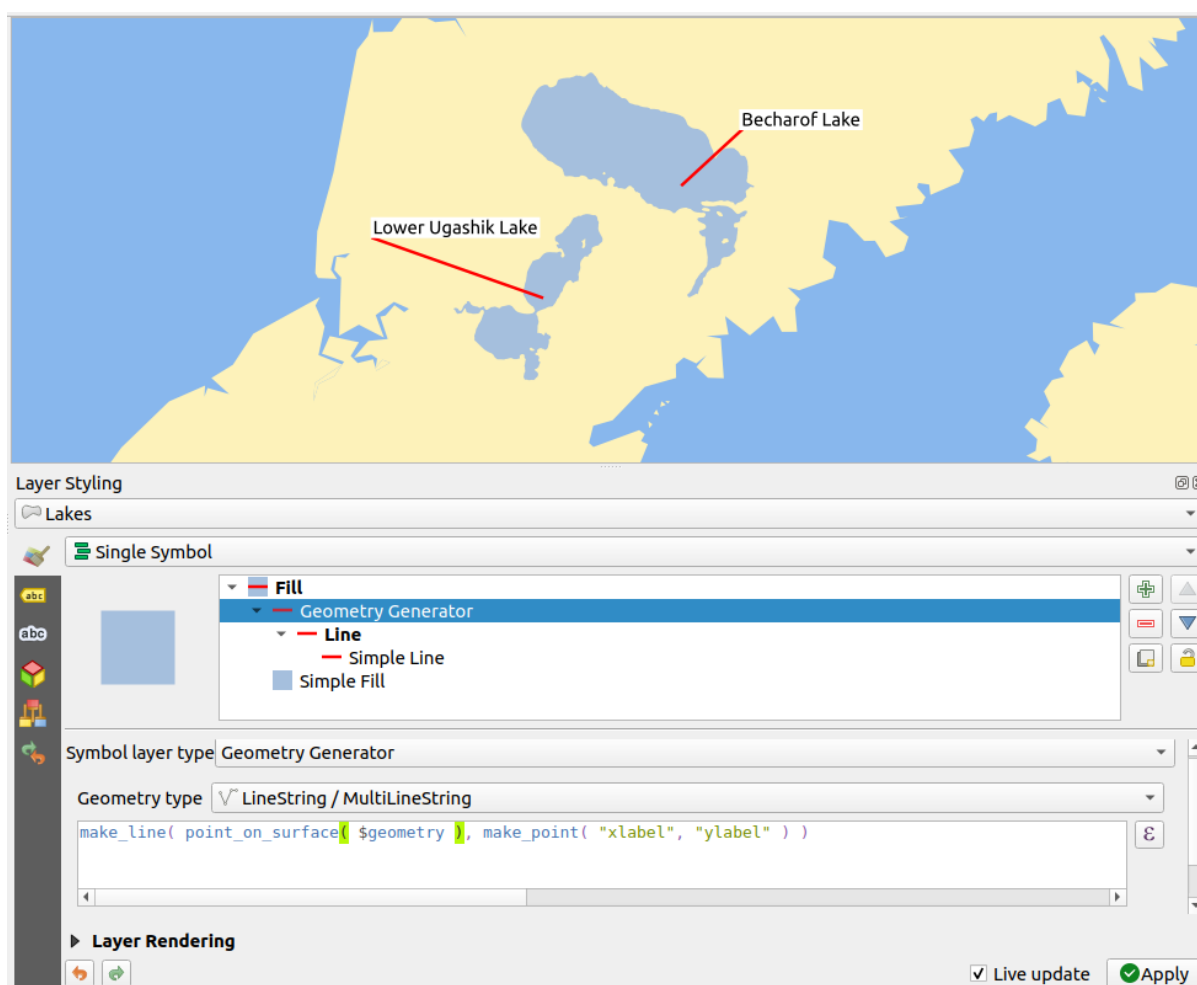 Becharof Lake
Lower Ugashik Lake
Layer Styling
Lakes
Single Symbol
abc
abc
Fill
Geometry Generator
Line
Simple Line
Simple Fill
Symbol layer type Geometry Generator
Geometry type LineString / MultiLineString
make_line( point_on_surface( $geometry ), make_point( "xlabel", "ylabel" ) )
ε
Layer Rendering
Live update Apply